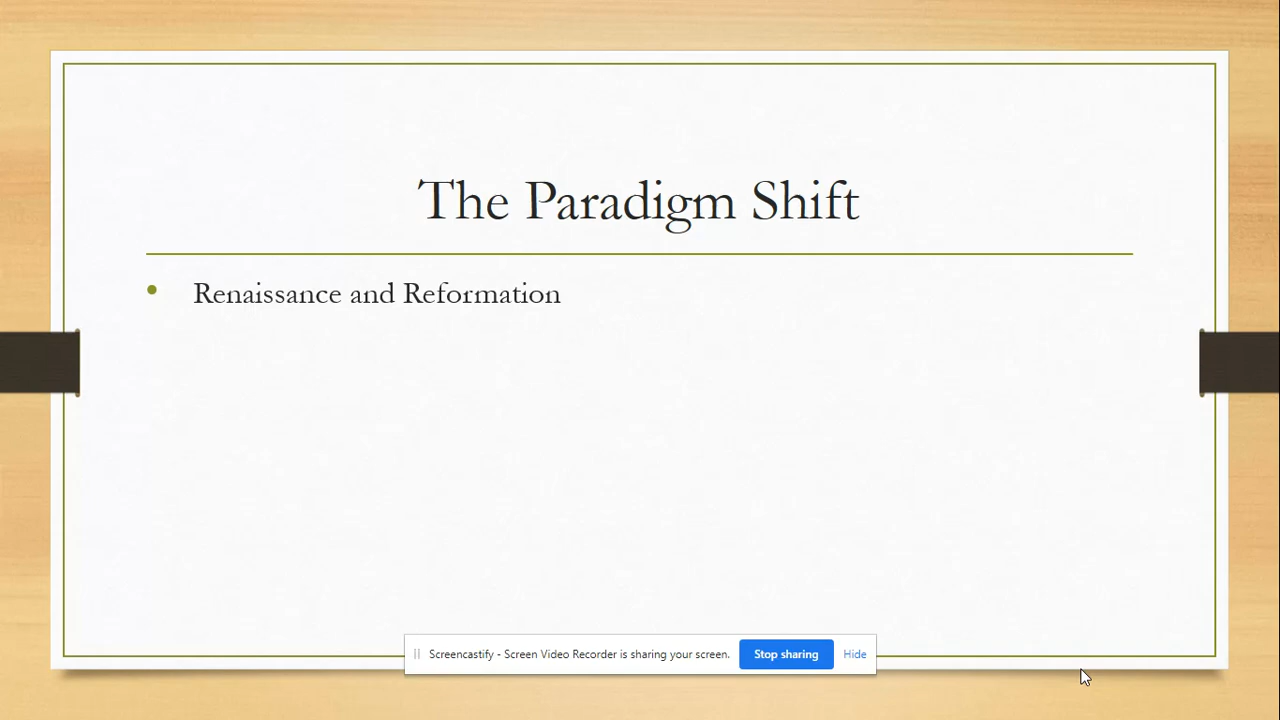 The Paradigm Shift
Renaissance and Reformation
Screencastify - Screen Video Recorder is sharing your screen. Stop sharing Hide